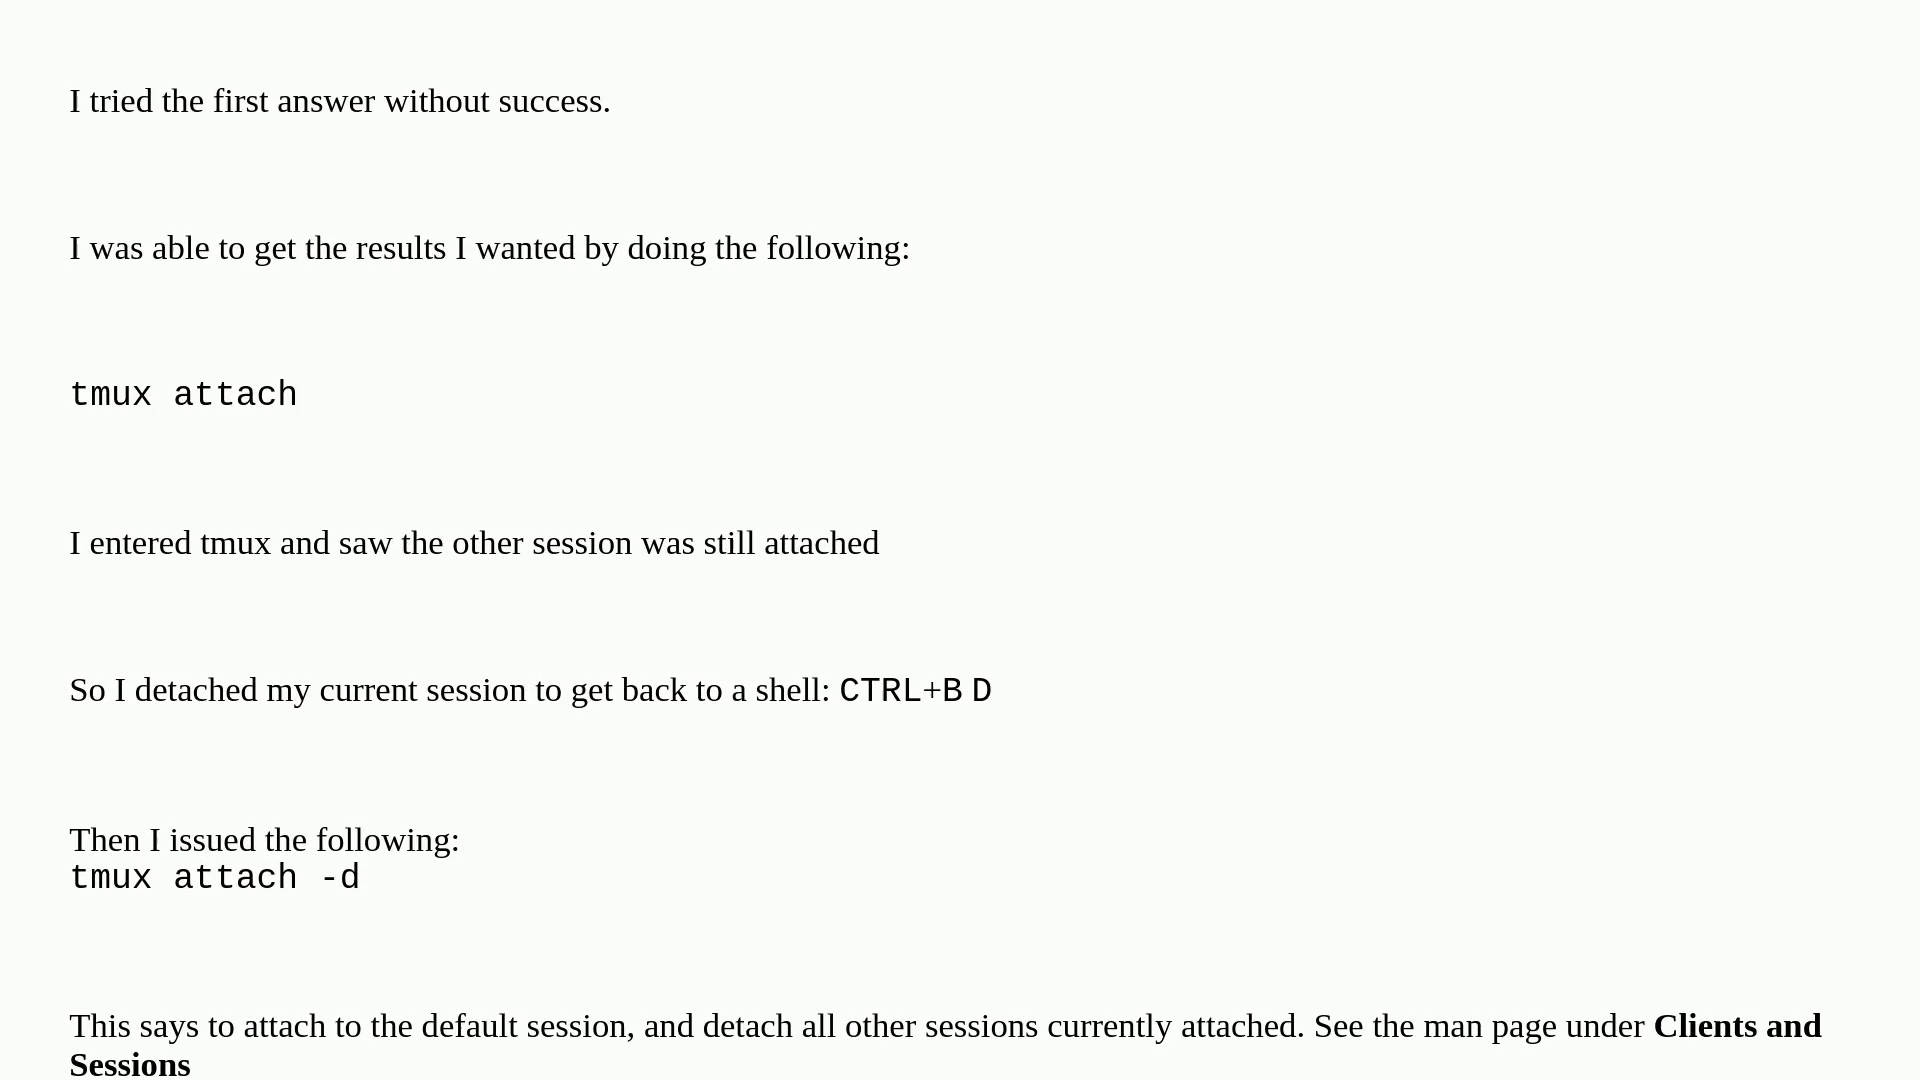 I tried the first answer without success.
I was able to get the results I wanted by doing the following:
tmux attach
I entered tmux and saw the other session was still attached
So I detached my current session to get back to a shell: CTRL+B D
Then I issued the following:
tmux attach -d
This says to attach to the default session, and detach all other sessions currently attached. See the man page under Clients and
Sessions